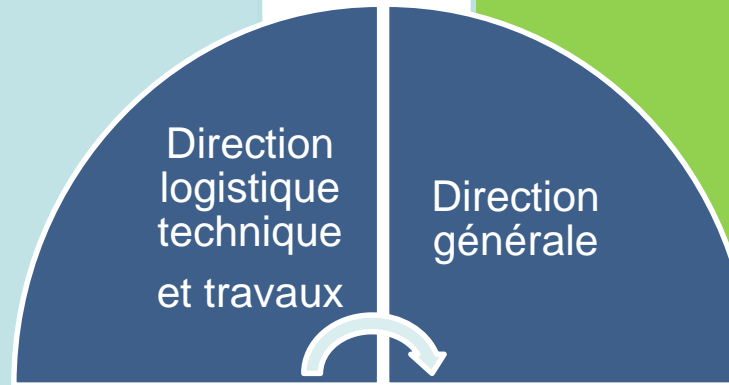 Direction
logistique
technique
et travaux
Direction
générale